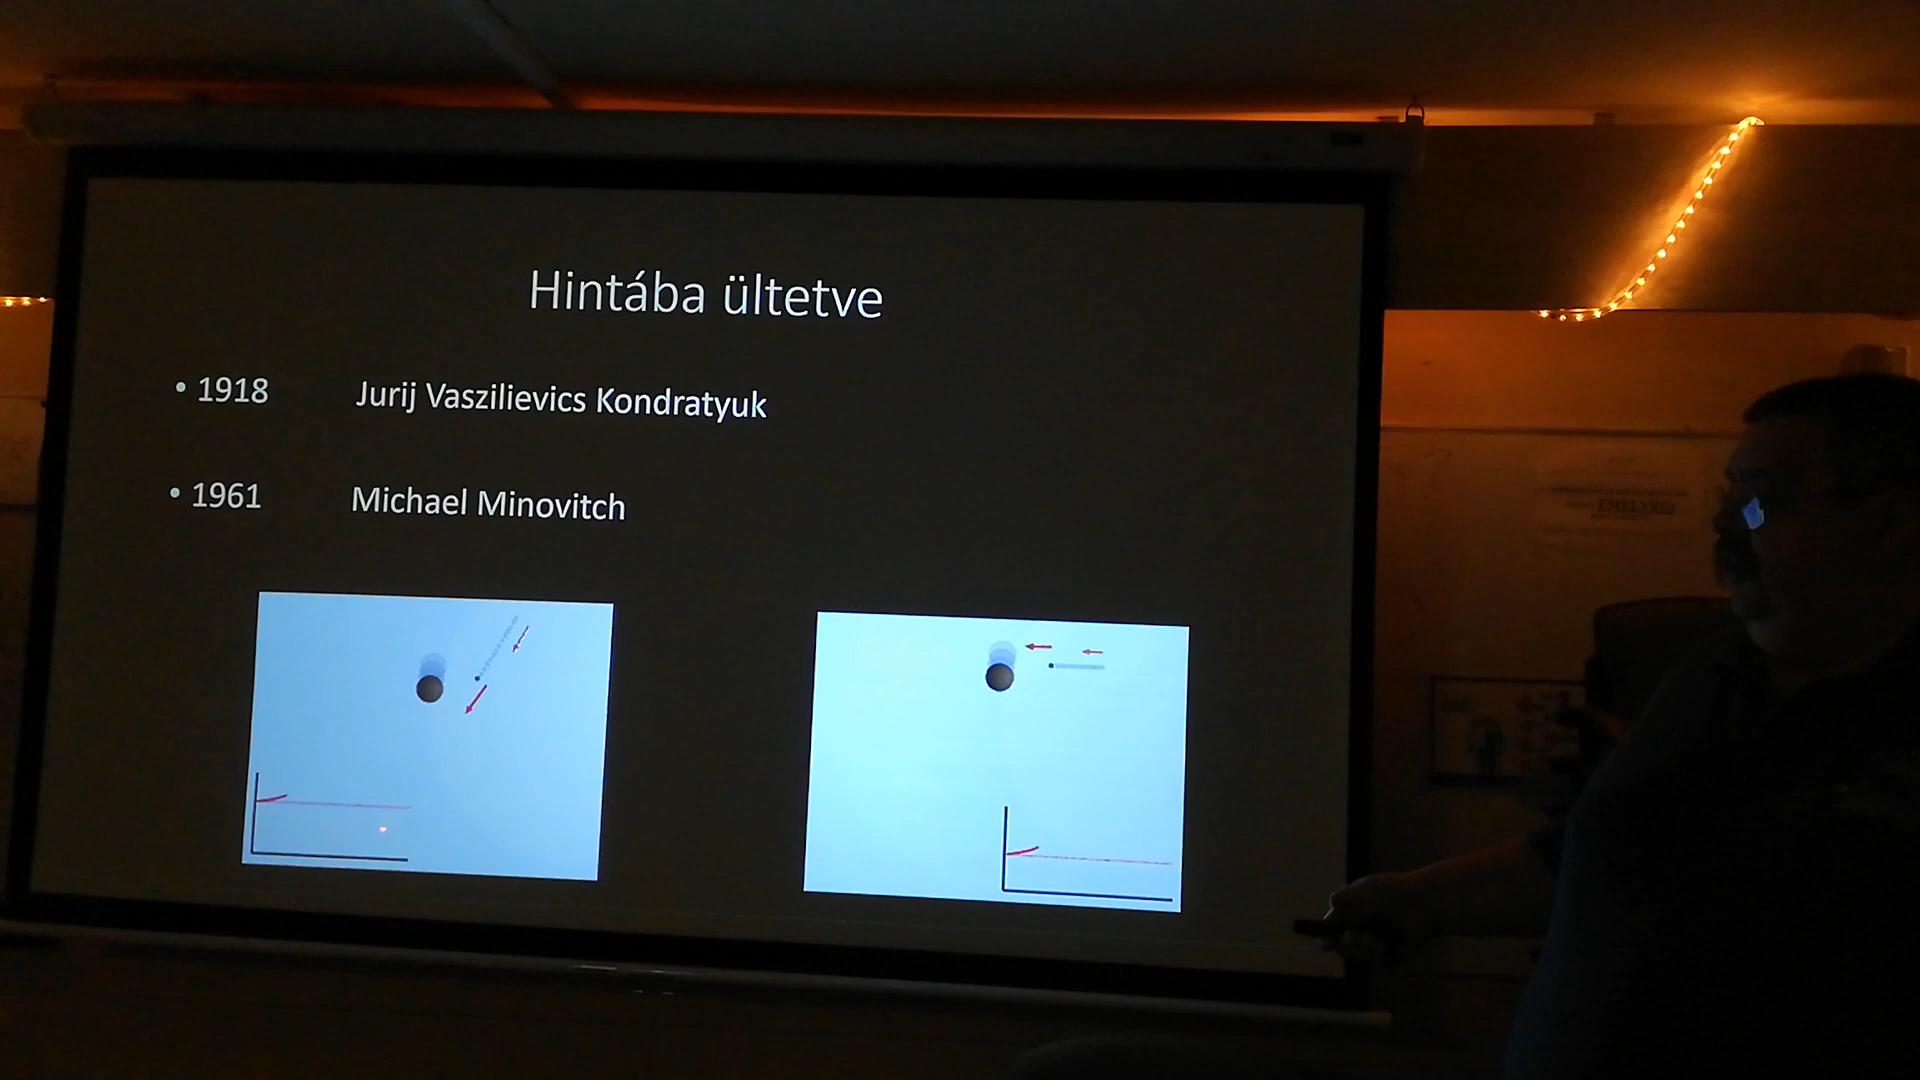 Hintába ültetve
• 1918 Jurij Vaszilievics Kondratyuk
• 1961 Michael Minovitch